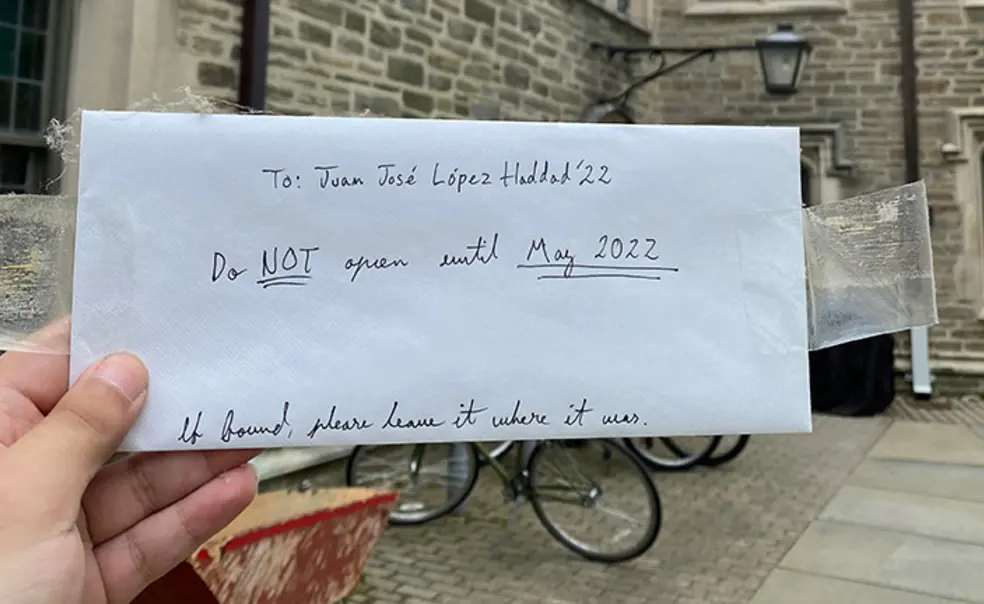 To: Juan José López Haddad '22
Do NOT open until May 2022
If found, please leave it where it was.